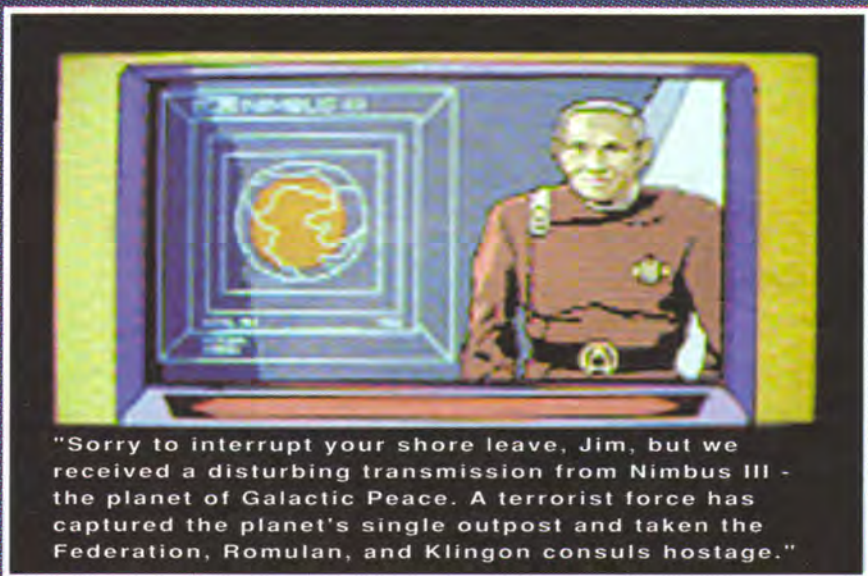 NIMBUS III
"Sorry to interrupt your shore leave, Jim, but we
received a disturbing transmission from Nimbus III -
the planet of Galactic Peace. A terrorist force has
captured the planet's single outpost and taken the
Federation, Romulan, and Klingon consuls hostage."